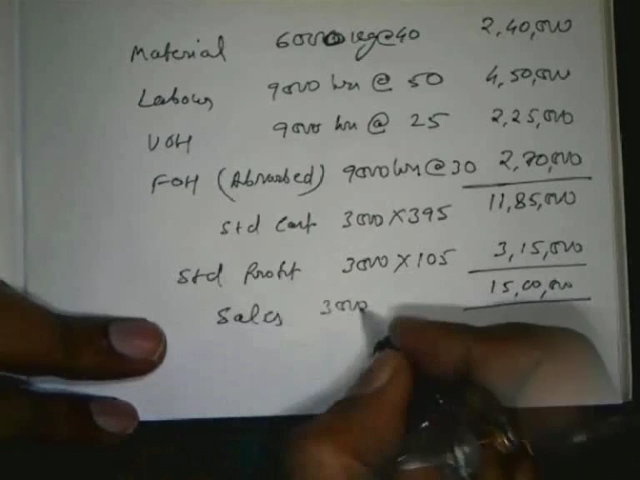 Material 6000 kg@40 2,40,000
Labour 9000 hrs @ 50 4,50,000
VOH 9000 hrs @ 25 2,25,000
FOH (Absorbed) 9000 hrs @ 30 2,70,000
Std Cost 3000 X 395 11,85,000
Std Profit 3000 X 105 3,15,000
Sales 3000 15,00,000